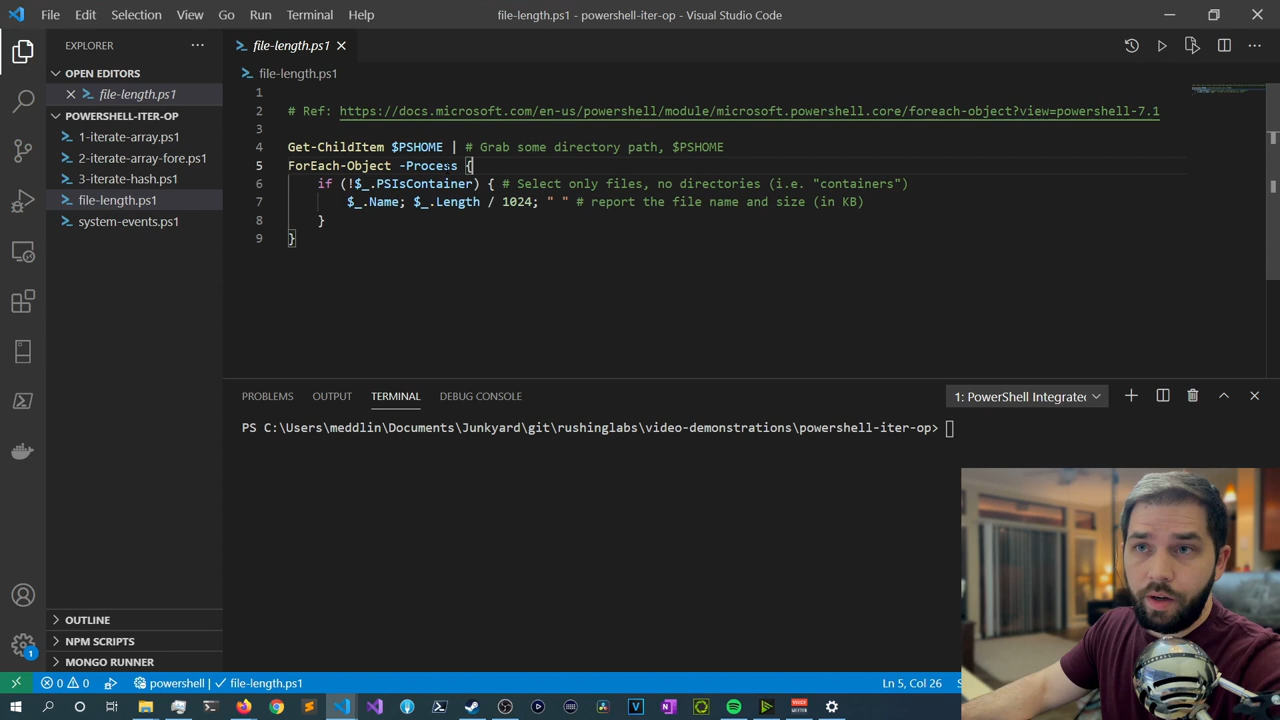 File Edit Selection View Go Run Terminal Help
file-length.ps1 - powershell-iter-op - Visual Studio Code
EXPLORER
OPEN EDITORS
file-length.ps1
POWERSHELL-ITER-OP
1-iterate-array.ps1
2-iterate-array-fore.ps1
3-iterate-hash.ps1
file-length.ps1
system-events.ps1
OUTLINE
NPM SCRIPTS
MONGO RUNNER
1
file-length.ps1
file-length.ps1
1
2 # Ref: https://docs.microsoft.com/en-us/powershell/module/microsoft.powershell.core/foreach-object?view=powershell-7.1
3
4 Get-ChildItem $PSHOME | # Grab some directory path, $PSHOME
5 ForEach-Object -Process {
6 if (!$_.PSIsContainer) { # Select only files, no directories (i.e. "containers")
7 $_.Name; $_.Length / 1024; " " # report the file name and size (in KB)
8 }
9 }
PROBLEMS OUTPUT TERMINAL DEBUG CONSOLE
1: PowerShell Integrated
PS C:\Users\meddlin\Documents\Junkyard\git\rushinglabs\video-demonstrations\powershell-iter-op>
0 0 powershell | file-length.ps1
Ln 5, Col 26